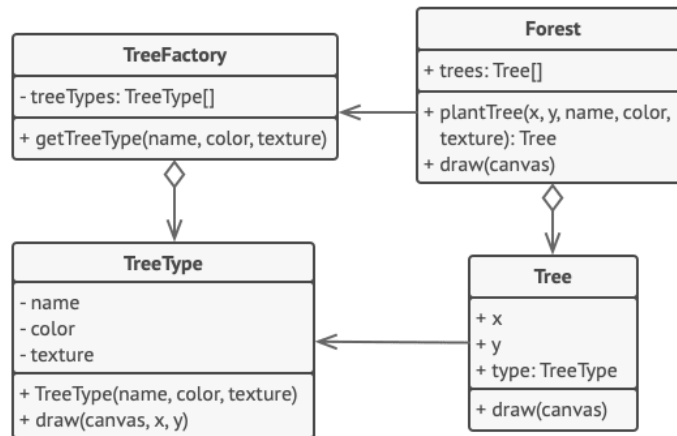 TreeFactory
- treeTypes: TreeType[]
+ getTreeType(name, color, texture)
Forest
+ trees: Tree[]
+ plantTree(x, y, name, color,
texture): Tree
+ draw(canvas)
TreeType
- name
- color
- texture
+ TreeType(name, color, texture)
+ draw(canvas, x, y)
Tree
+ x
+ y
+ type: TreeType
+ draw(canvas)